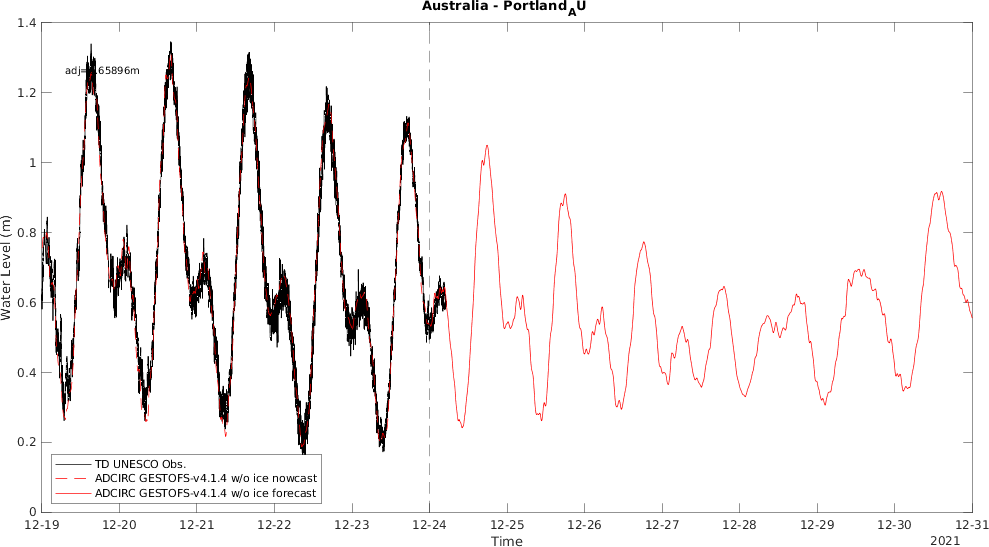 Australia - Portland_AU
1.4
1.2
1
0.8
0.6
0.4
0.2
0
Water Level (m)
TD UNESCO Obs.
ADCIRC GESTOFS-v4.1.4 w/o ice nowcast
ADCIRC GESTOFS-v4.1.4 w/o ice forecast
12-19 12-20 12-21 12-22 12-23 12-24 12-25 12-26 12-27 12-28 12-29 12-30 12-31
Time
2021